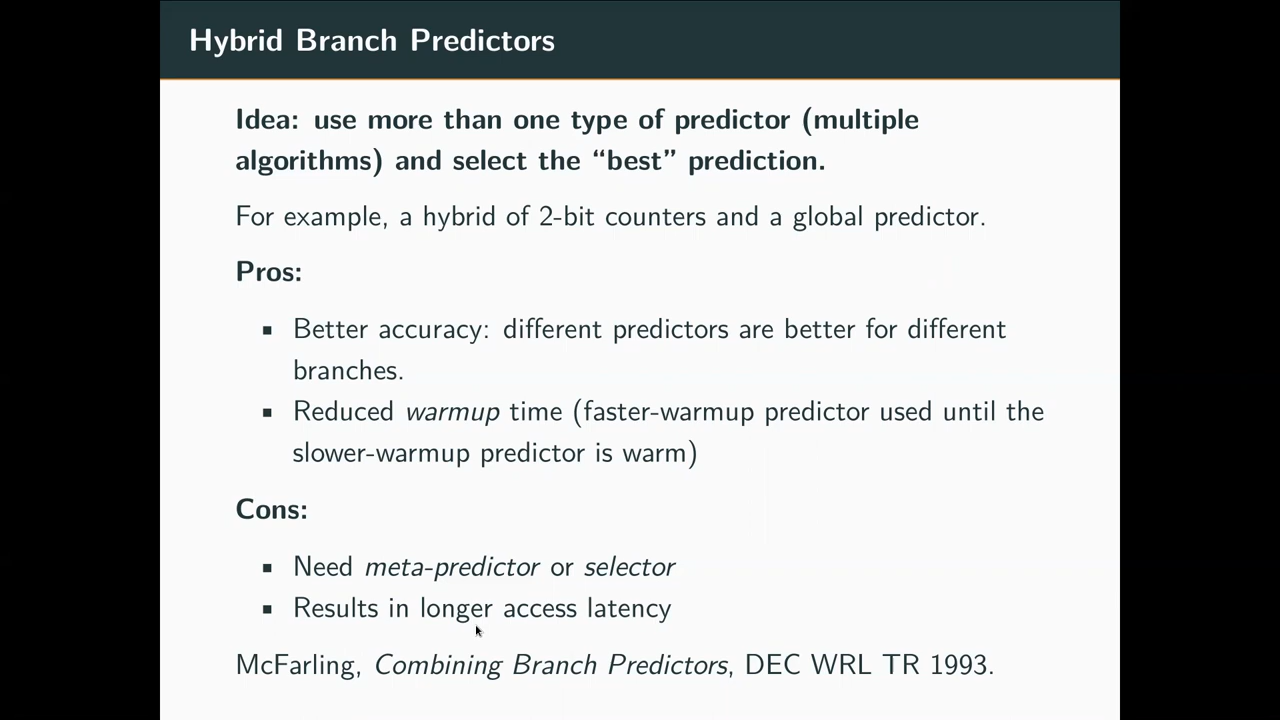 Hybrid Branch Predictors
Idea: use more than one type of predictor (multiple
algorithms) and select the “best” prediction.
For example, a hybrid of 2-bit counters and a global predictor.
Pros:
▪ Better accuracy: different predictors are better for different
branches.
▪ Reduced warmup time (faster-warmup predictor used until the
slower-warmup predictor is warm)
Cons:
▪ Need meta-predictor or selector
▪ Results in longer access latency
McFarling, Combining Branch Predictors, DEC WRL TR 1993.